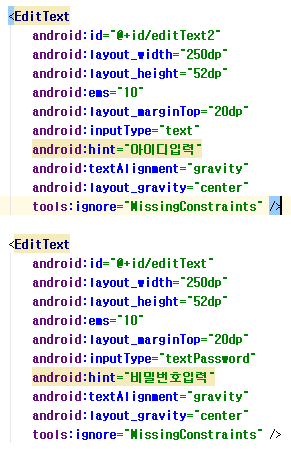 <EditText
android:id="@+id/editText2"
android:layout_width="250dp"
android:layout_height="52dp"
android:ems="10"
android:layout_marginTop="20dp"
android:inputType="text"
android:hint="아이디입력"
android:textAlignment="gravity"
android:layout_gravity="center"
tools:ignore="MissingConstraints" />
<EditText
android:id="@+id/editText"
android:layout_width="250dp"
android:layout_height="52dp"
android:ems="10"
android:layout_marginTop="20dp"
android:inputType="textPassword"
android:hint="비밀번호입력"
android:textAlignment="gravity"
android:layout_gravity="center"
tools:ignore="MissingConstraints" />